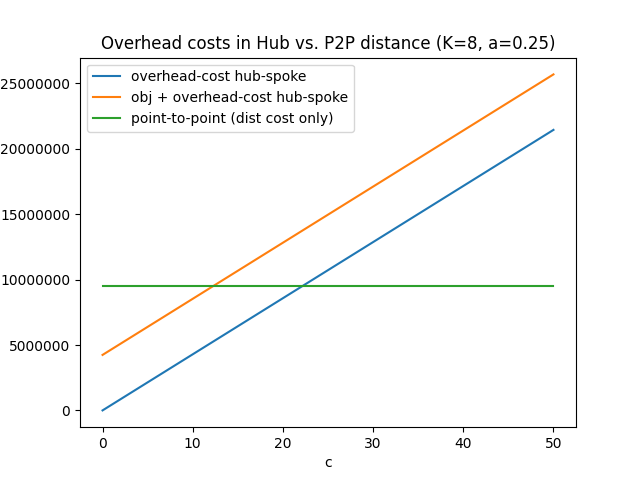 Overhead costs in Hub vs. P2P distance (K=8, a=0.25)
overhead-cost hub-spoke
obj + overhead-cost hub-spoke
point-to-point (dist cost only)
25000000
20000000
15000000
10000000
5000000
0
0 10 20 30 40 50
c